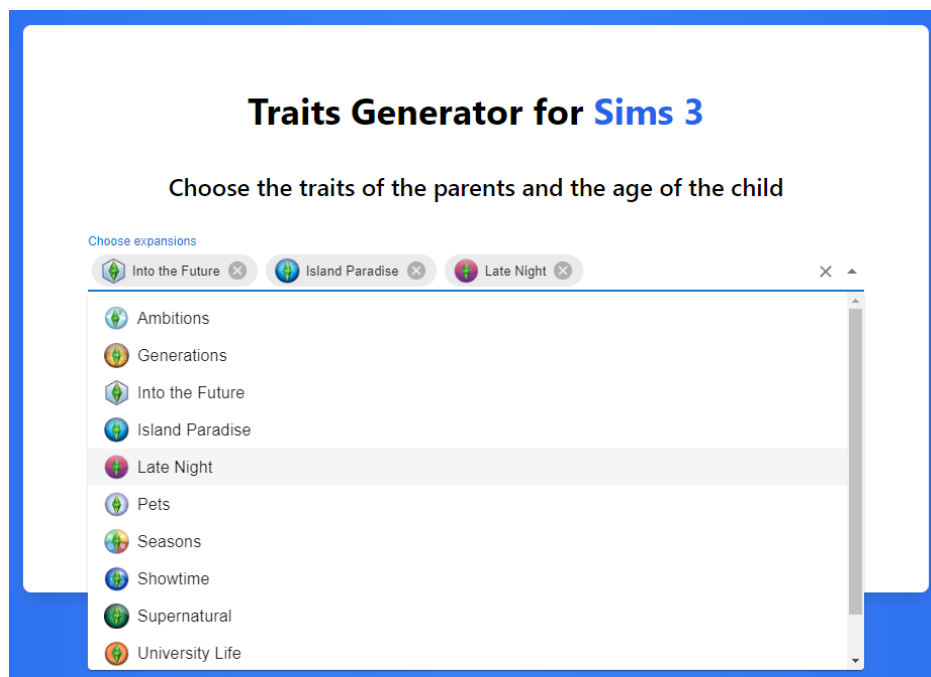 Traits Generator for Sims 3
Choose the traits of the parents and the age of the child
Choose expansions
Into the Future Island Paradise Late Night
Ambitions
Generations
Into the Future
Island Paradise
Late Night
Pets
Seasons
Showtime
Supernatural
University Life